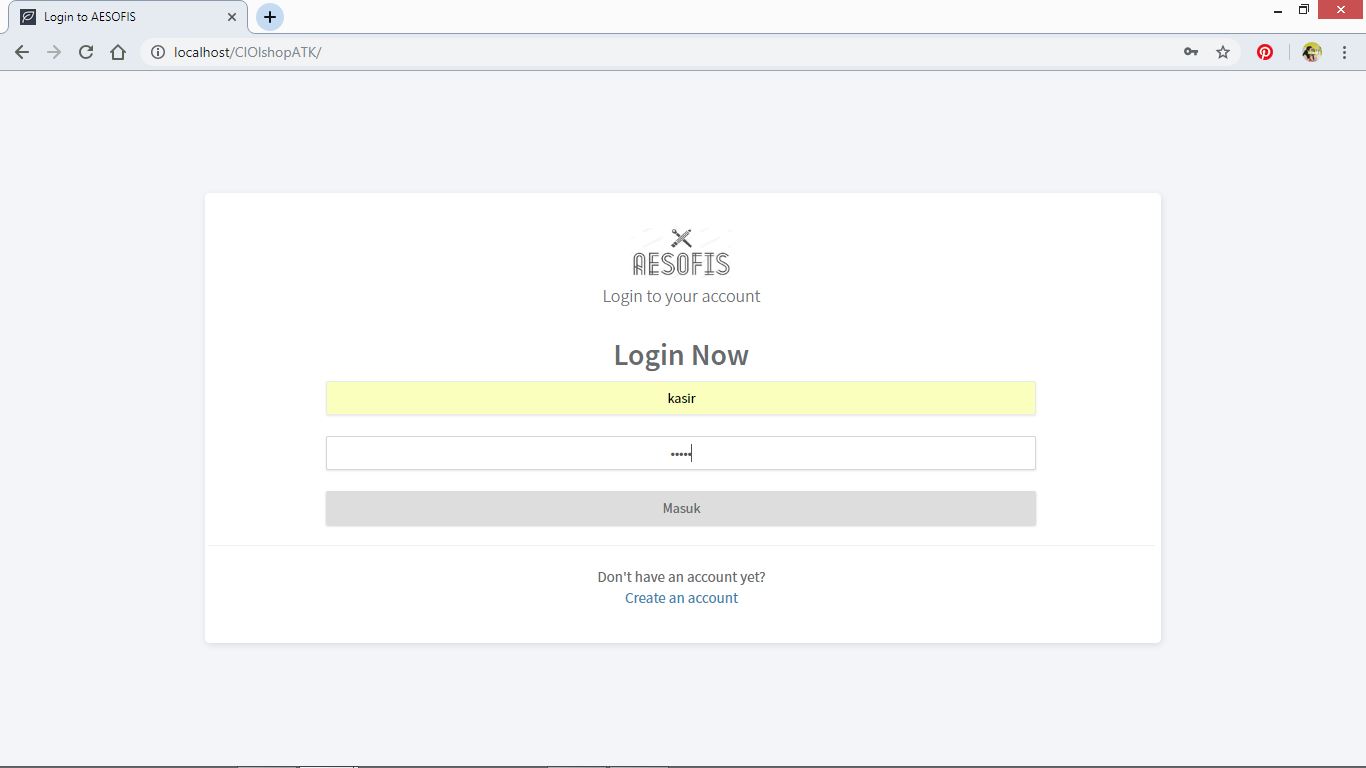 Login to AESOFIS
localhost/CIOlshopATK/
AESOFIS
Login to your account
Login Now
kasir
•••••
Masuk
Don't have an account yet?
Create an account